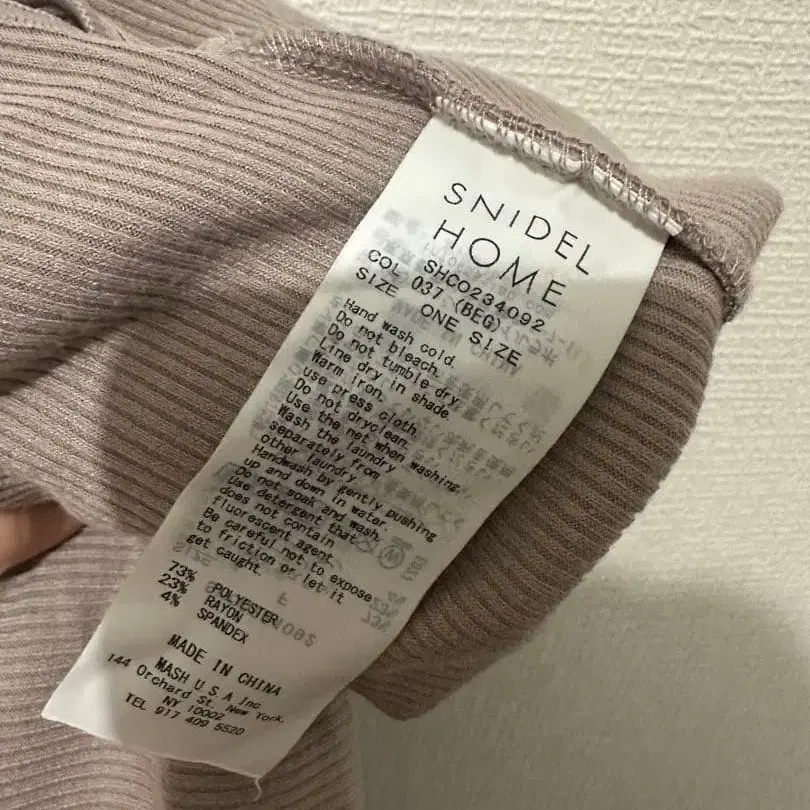 SNIDEL
HOME
SHCO234092
COL 037 (BEG)
SIZE ONE SIZE
Hand wash cold.
Do not bleach.
Do not tumble dry.
Line dry in shade.
Warm iron.
use press cloth.
Do not dryclean.
Use the net when washing.
Wash the laundry
separately from
other laundry.
Handwash by gently pushing
up and down in water.
Do not soak and wash.
Use detergent that
does not contain
fluorescent agent.
Be careful not to expose
to friction or let it
get caught.
73% POLYESTER
23% RAYON
4% SPANDEX
MADE IN CHINA
MASH U S A Inc
144 Orchard St. New York,
NY 10002
TEL 917 409 5520